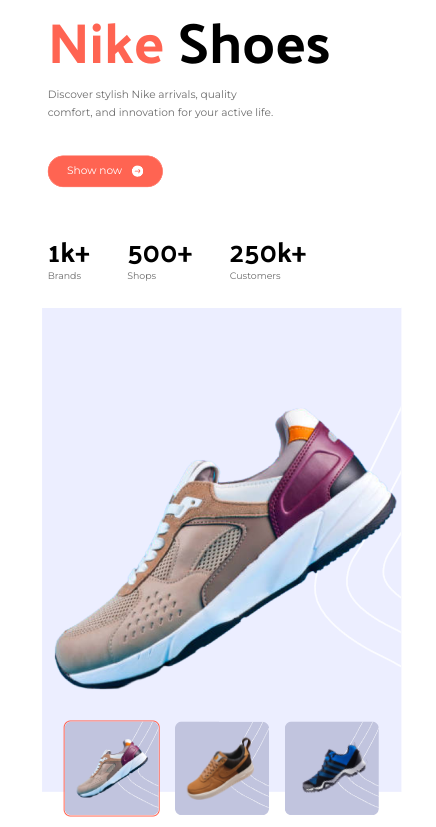 Nike Shoes
Discover stylish Nike arrivals, quality
comfort, and innovation for your active life.
Show now
1k+ 500+ 250k+
Brands Shops Customers